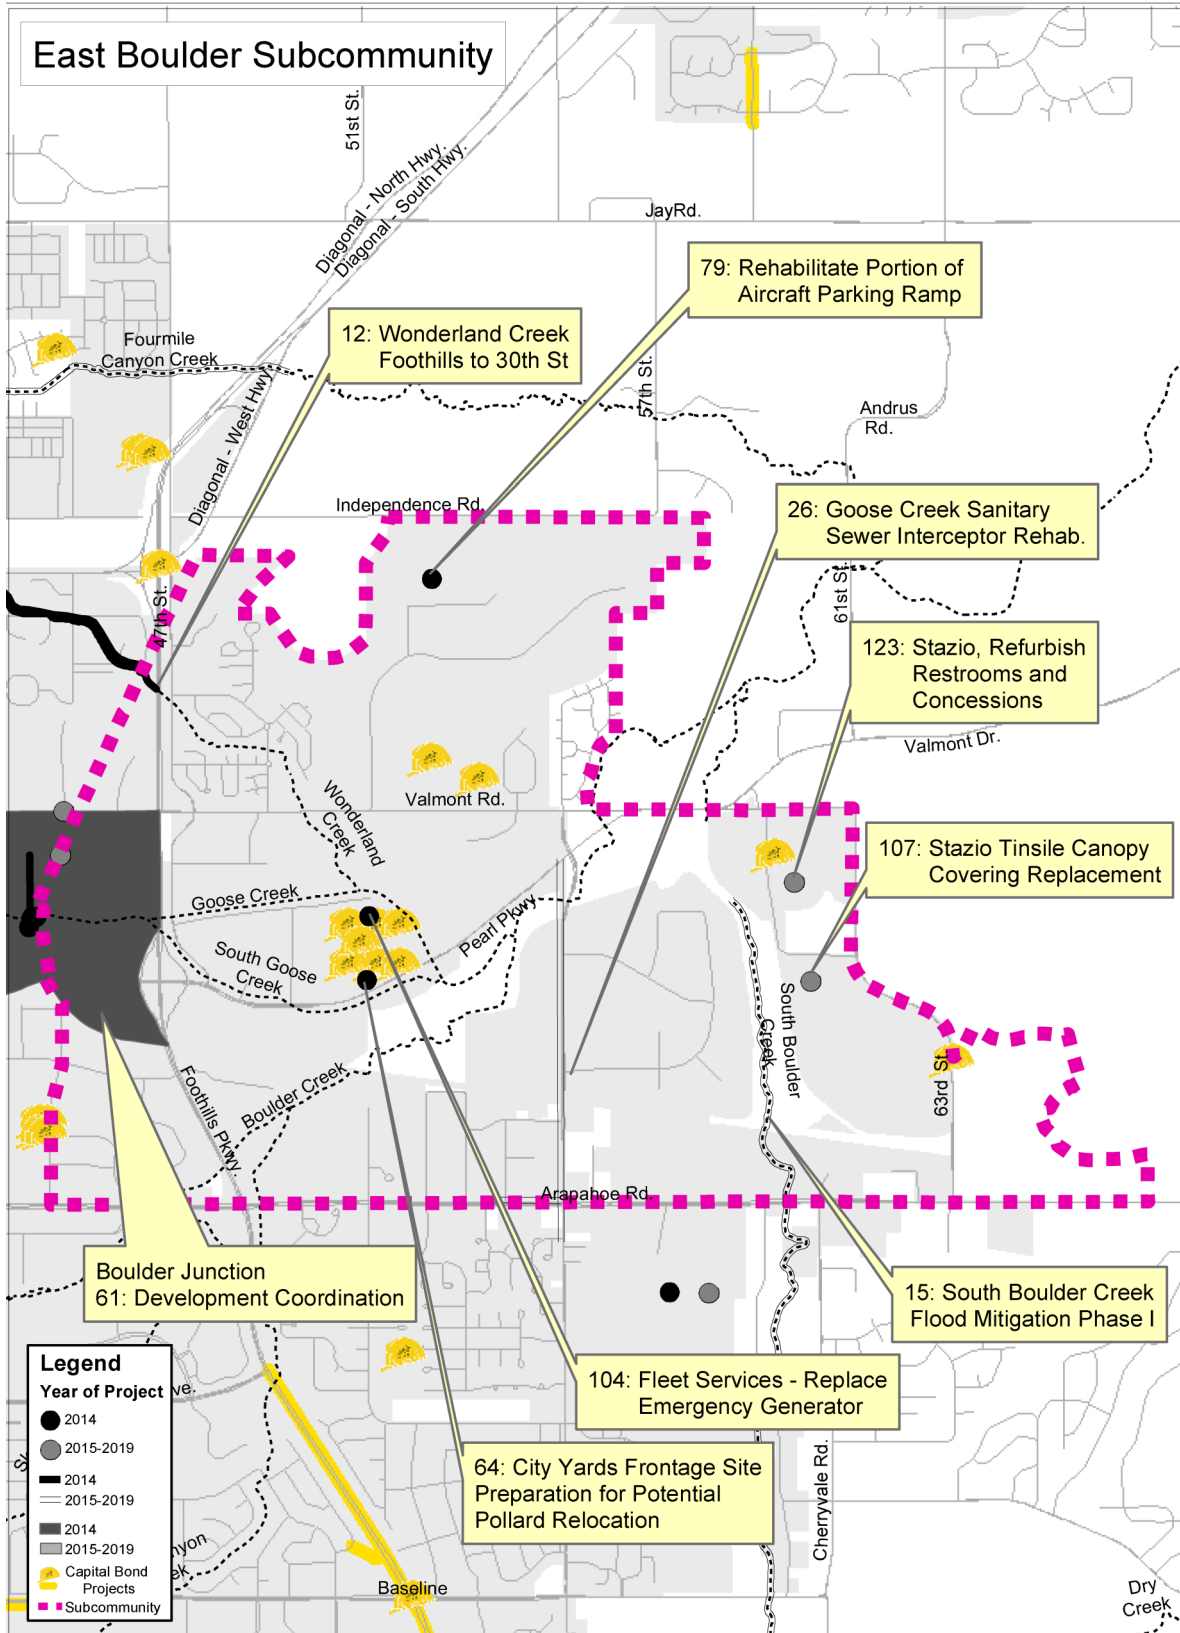 East Boulder Subcommunity
51st St.
Diagonal - North Hwy.
Diagonal - South Hwy.
JayRd.
79: Rehabilitate Portion of
Aircraft Parking Ramp
12: Wonderland Creek
Foothills to 30th St
Fourmile
Canyon Creek
57th St.
Andrus
Rd.
Diagonal - West Hwy.
Independence Rd.
26: Goose Creek Sanitary
Sewer Interceptor Rehab.
47th St.
61st St.
123: Stazio, Refurbish
Restrooms and
Concessions
Valmont Dr.
Valmont Rd.
Wonderland
Creek
107: Stazio Tinsile Canopy
Covering Replacement
Goose Creek
Pearl Pkwy
South Goose
Creek
South Boulder
Creek
63rd St.
Foothills Pkwy.
Boulder Creek
Arapahoe Rd.
Boulder Junction
61: Development Coordination
15: South Boulder Creek
Flood Mitigation Phase I
104: Fleet Services - Replace
Emergency Generator
64: City Yards Frontage Site
Preparation for Potential
Pollard Relocation
Cherryvale Rd.
Baseline
Dry
Creek
Legend
Year of Project
2014
2015-2019
2014
2015-2019
2014
2015-2019
Capital Bond
Projects
Subcommunity
ve.
nyon
ek